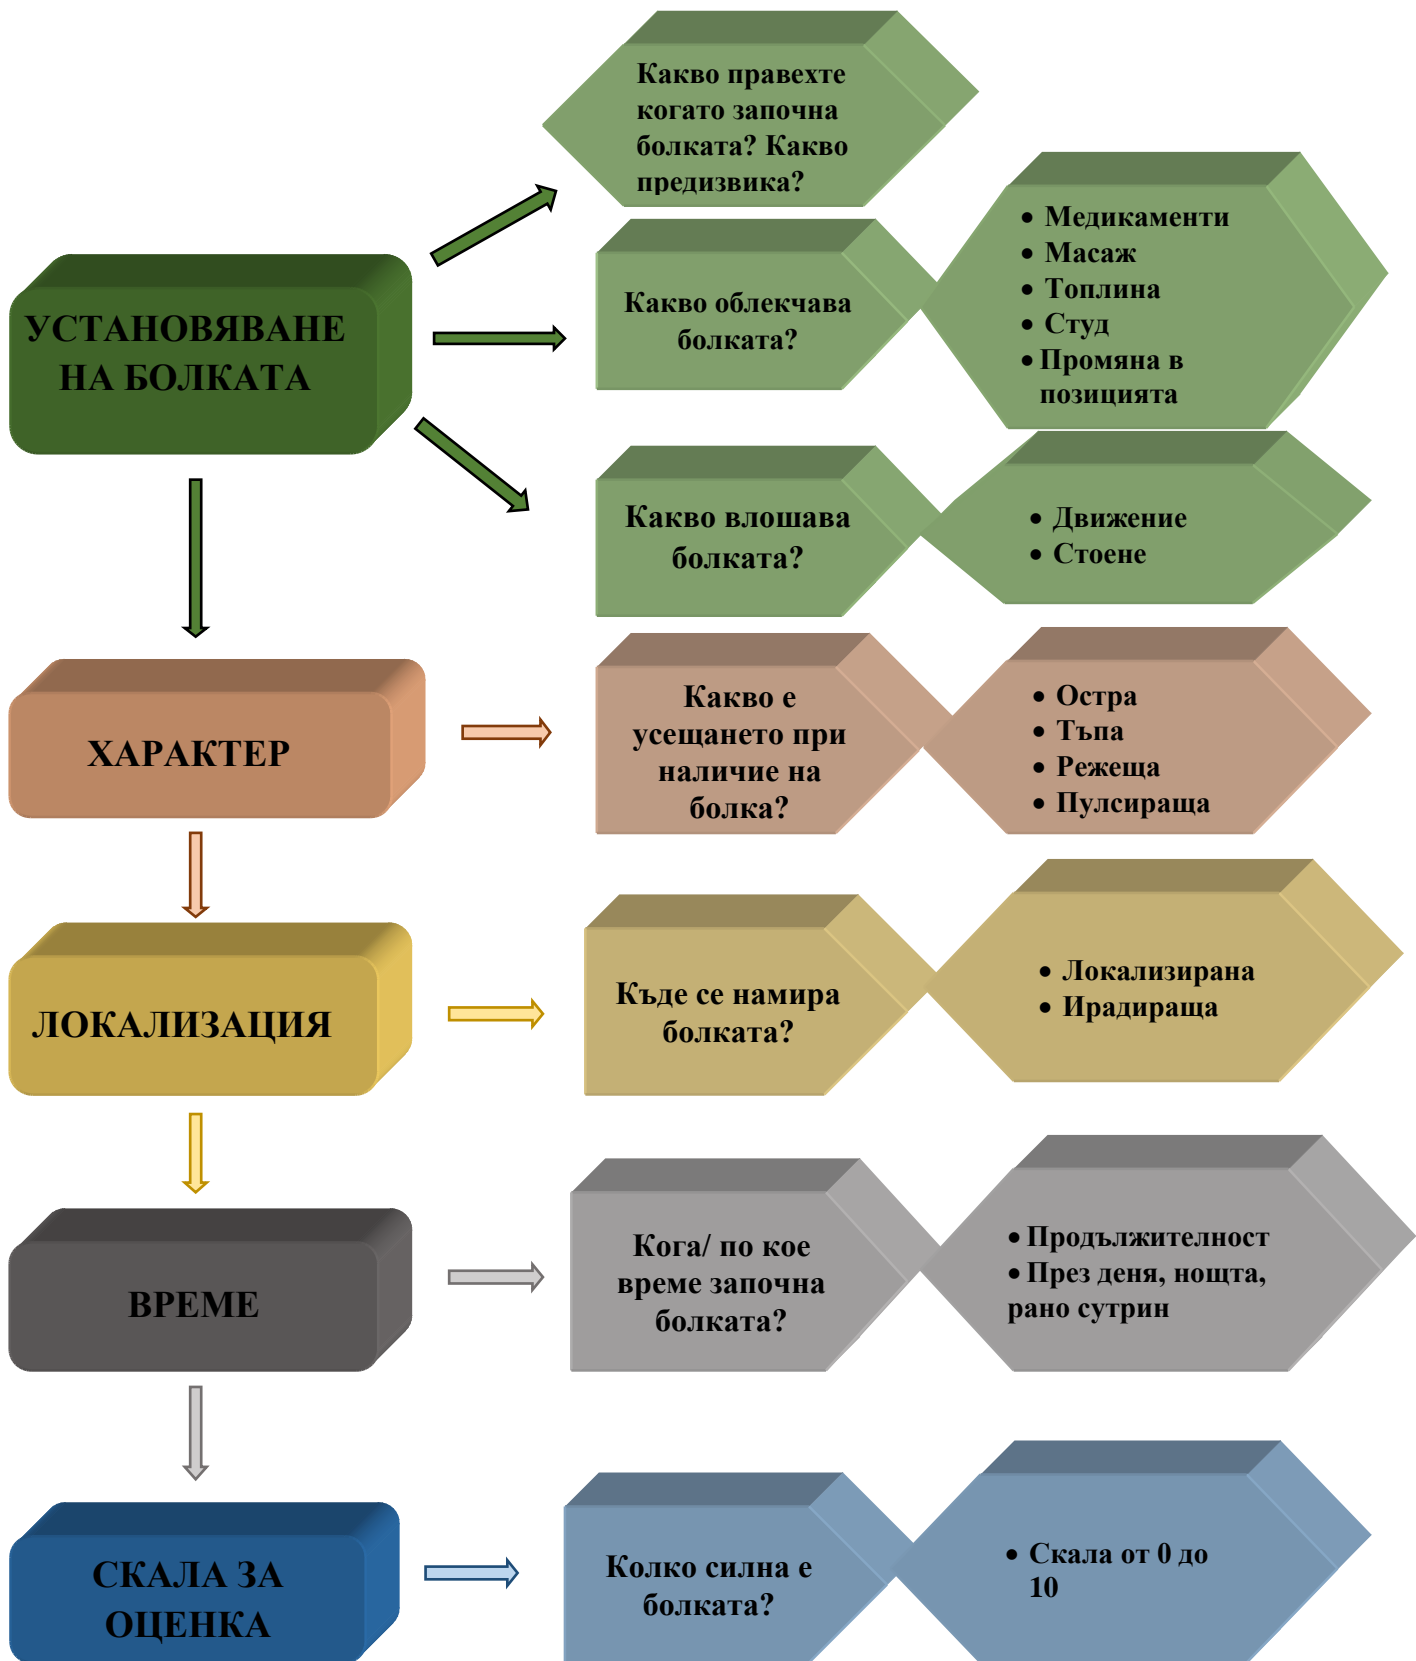 Какво правехте
когато започна
болката? Какво
предизвика?
УСТАНОВЯВАНЕ
НА БОЛКАТА
Какво облекчава
болката?
• Медикаменти
• Масаж
• Топлина
• Студ
• Промяна в
позицията
Какво влошава
болката?
• Движение
• Стоене
ХАРАКТЕР
Какво е
усещането при
наличие на
болка?
• Остра
• Тъпа
• Режеща
• Пулсираща
ЛОКАЛИЗАЦИЯ
Къде се намира
болката?
• Локализирана
• Ирадираща
ВРЕМЕ
Кога/ по кое
време започна
болката?
• Продължителност
• През деня, нощта,
рано сутрин
СКАЛА ЗА
ОЦЕНКА
Колко силна е
болката?
• Скала от 0 до
10